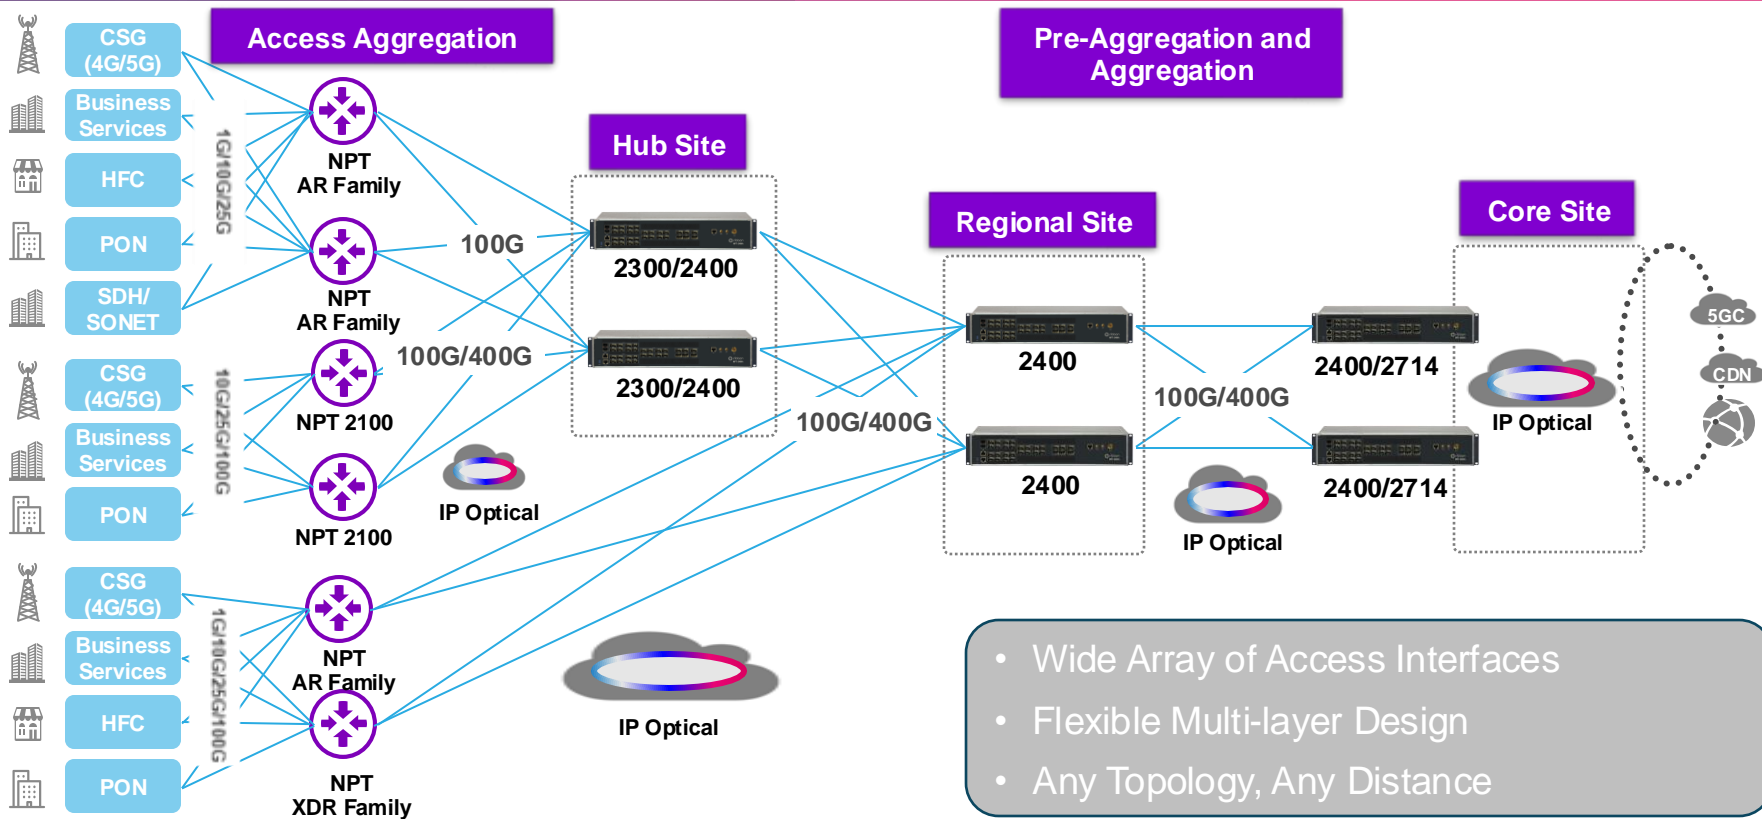 Access Aggregation
Pre-Aggregation and
Aggregation
Hub Site
Regional Site
Core Site
CSG
(4G/5G)
Business
Services
HFC
PON
SDH/
SONET
1G/10G/25G
NPT
AR Family
NPT
AR Family
CSG
(4G/5G)
Business
Services
PON
10G/25G/100G
NPT 2100
NPT 2100
CSG
(4G/5G)
Business
Services
HFC
PON
1G/10G/25G/100G
NPT
AR Family
NPT
XDR Family
100G
100G/400G
IP Optical
IP Optical
2300/2400
2300/2400
100G/400G
2400
2400
100G/400G
IP Optical
2400/2714
2400/2714
IP Optical
5GC
CDN
• Wide Array of Access Interfaces
• Flexible Multi-layer Design
• Any Topology, Any Distance